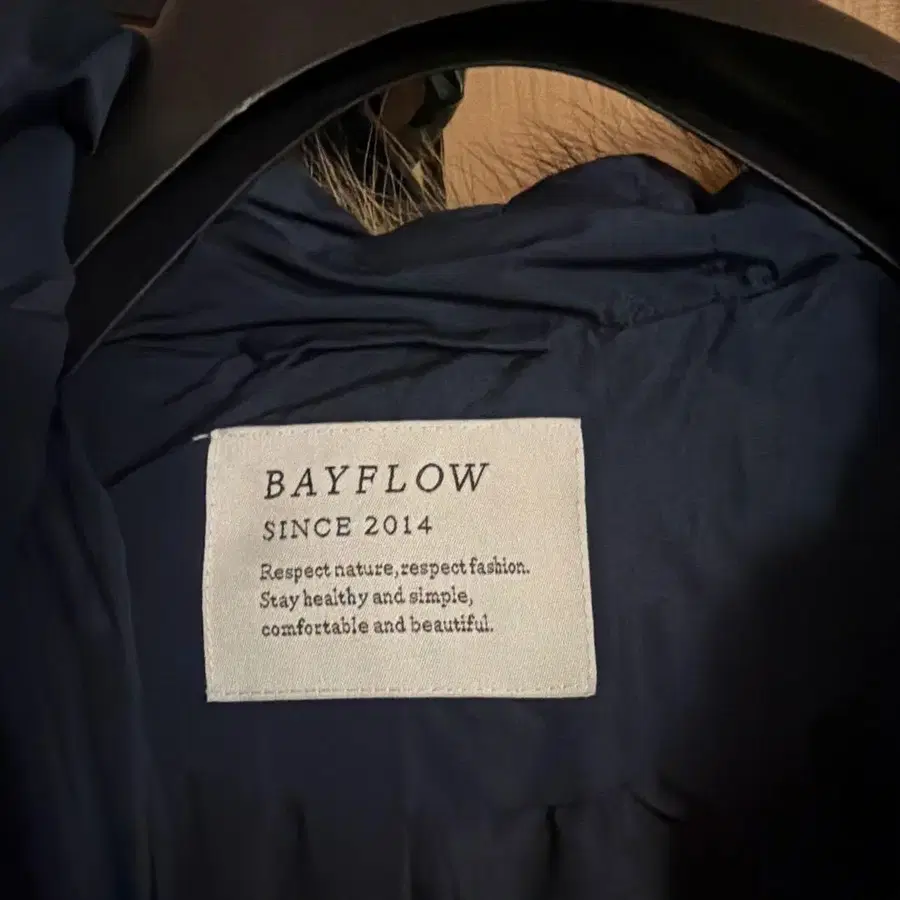 BAYFLOW
SINCE 2014
Respect nature,respect fashion.
Stay healthy and simple,
comfortable and beautiful.